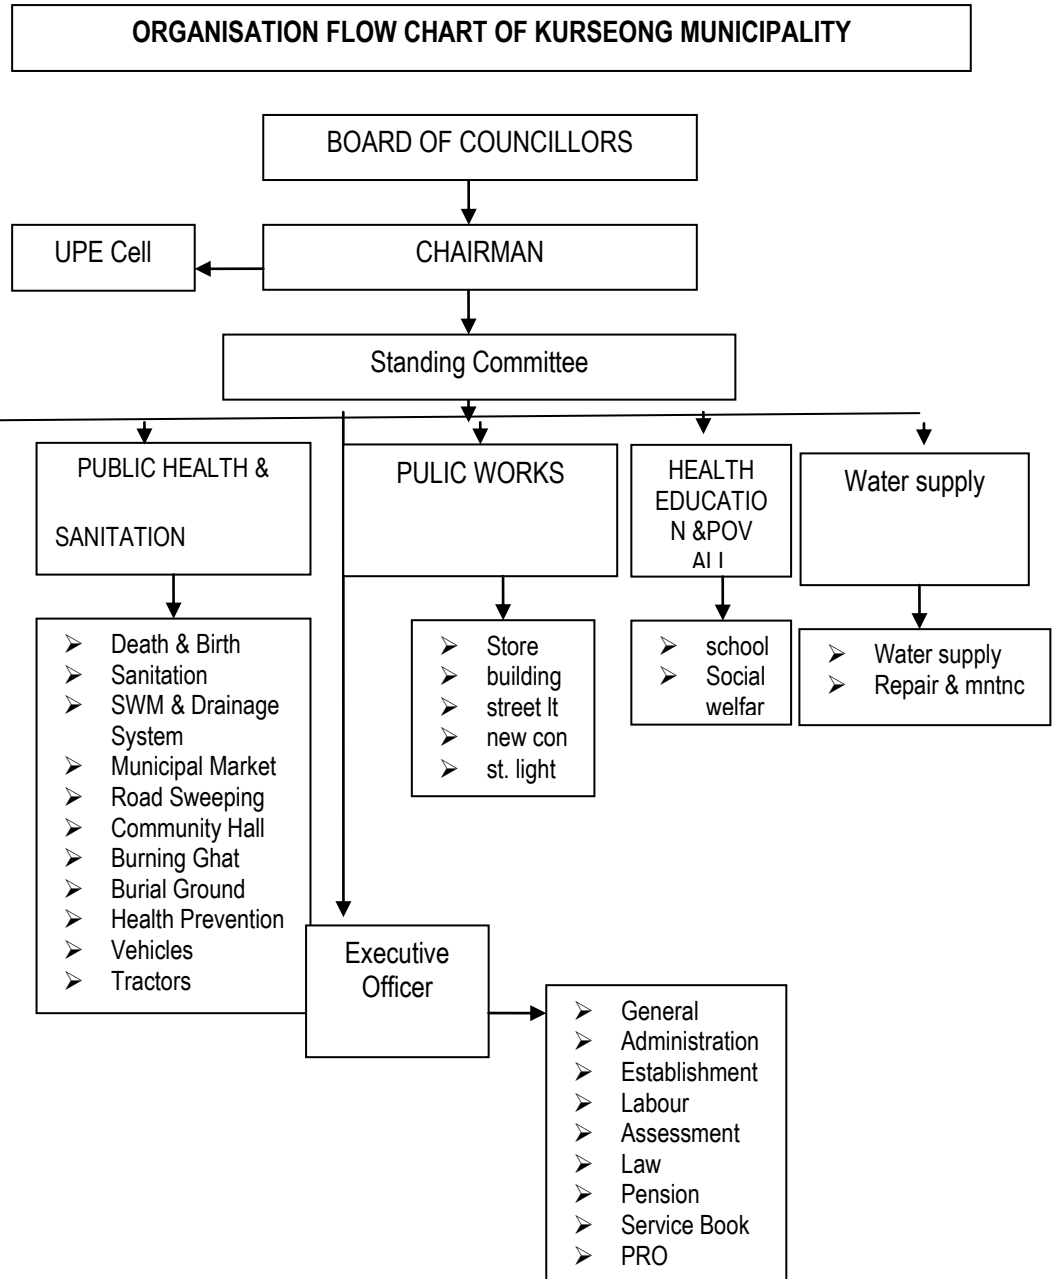 ORGANISATION FLOW CHART OF KURSEONG MUNICIPALITY
BOARD OF COUNCILLORS
UPE Cell
CHAIRMAN
Standing Committee
PUBLIC HEALTH &
SANITATION
PULIC WORKS
HEALTH
EDUCATIO
N &POV
ALL
Water supply
Death & Birth
Sanitation
SWM & Drainage
System
Municipal Market
Road Sweeping
Community Hall
Burning Ghat
Burial Ground
Health Prevention
Vehicles
Tractors
Store
building
street lt
new con
st. light
school
Social
welfar
Water supply
Repair & mntnc
Executive
Officer
General
Administration
Establishment
Labour
Assessment
Law
Pension
Service Book
PRO